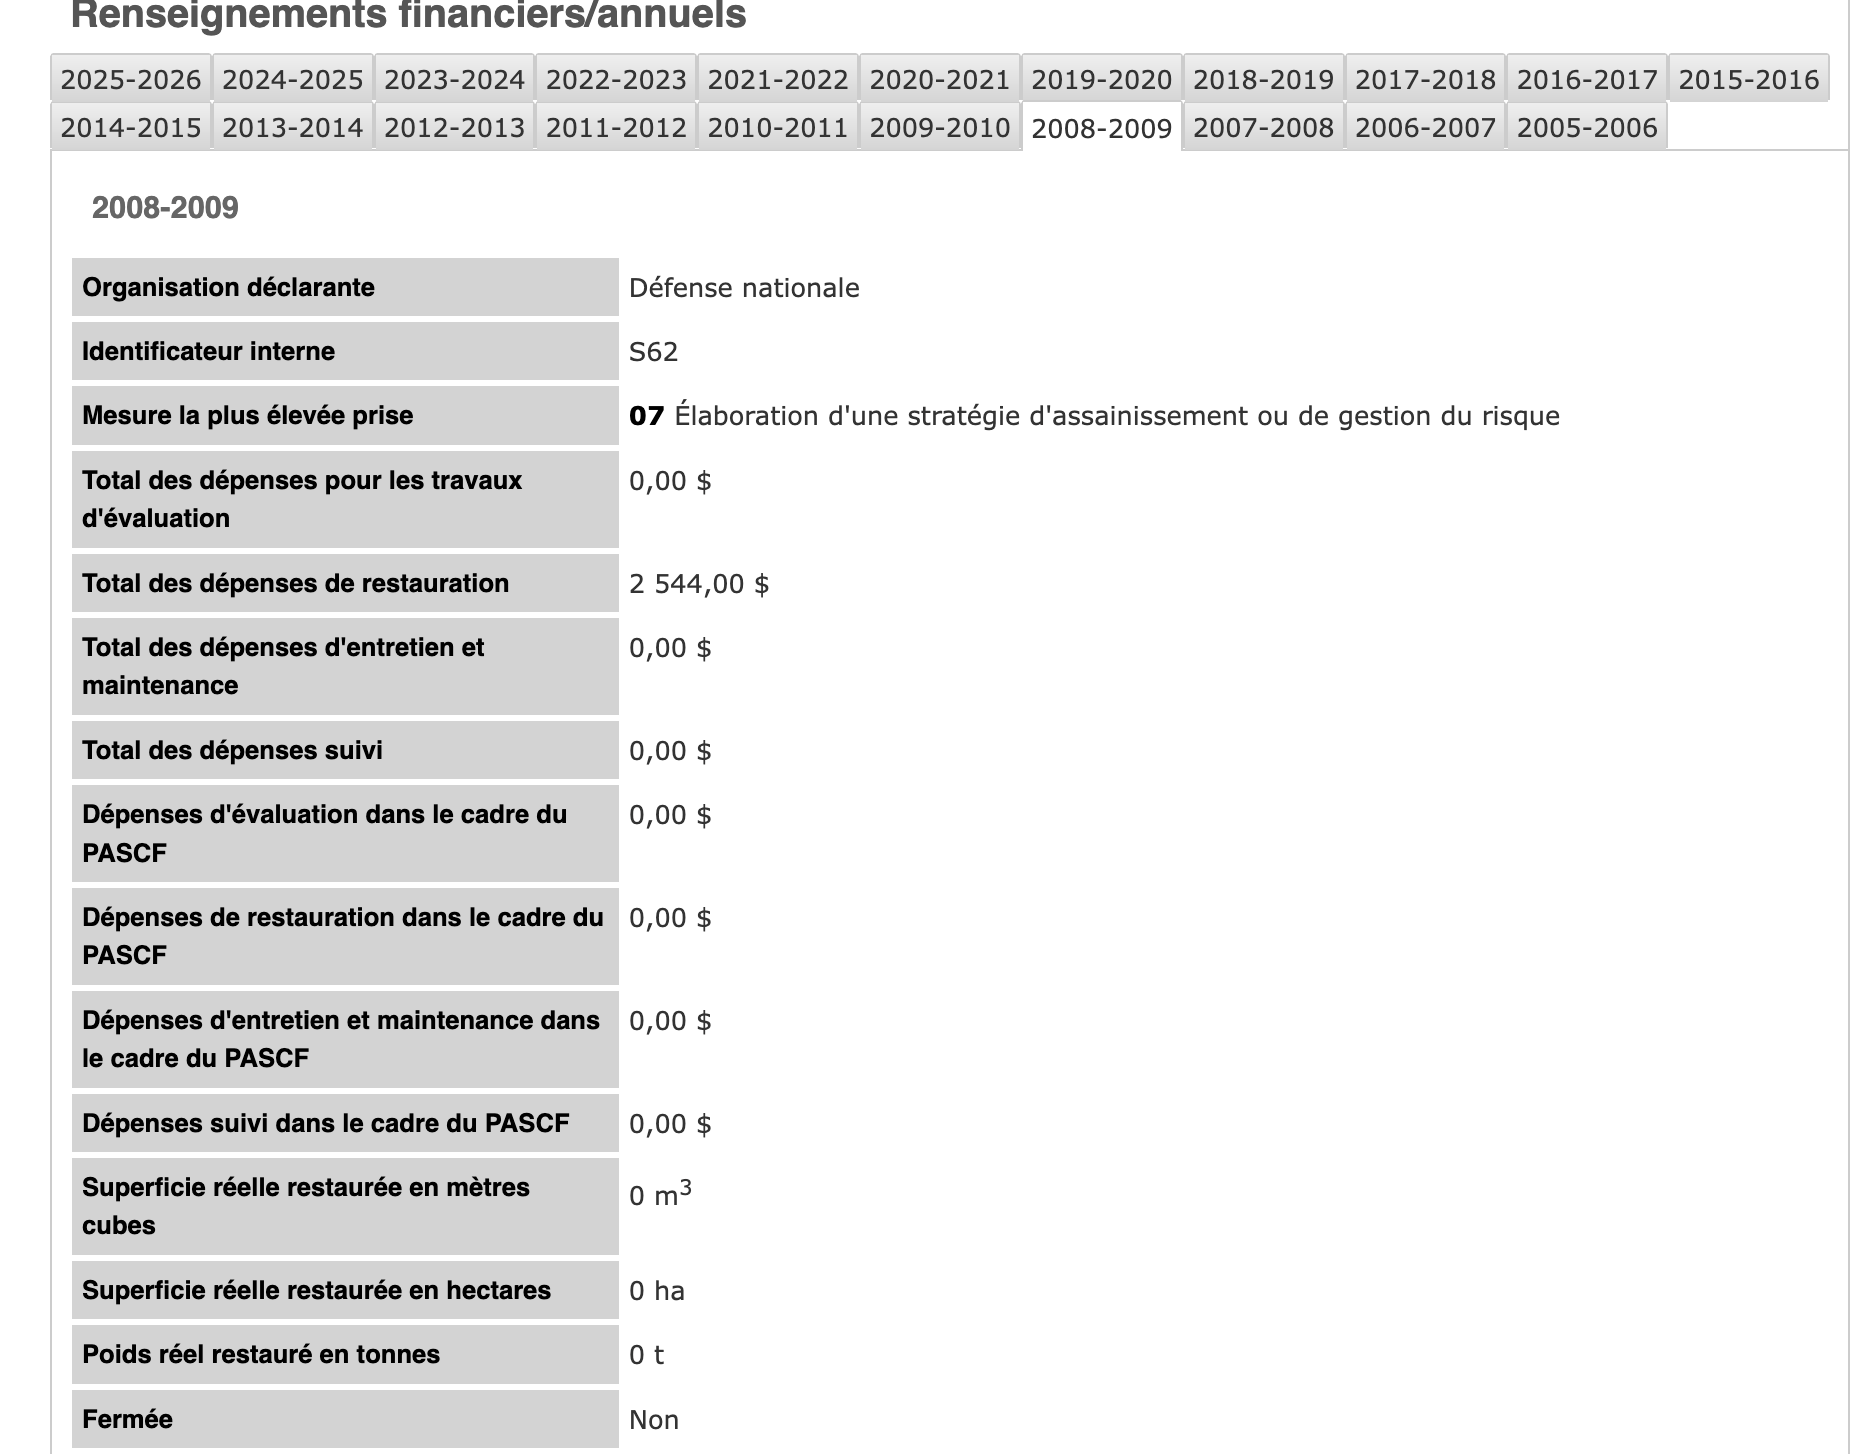 Renseignements financiers/annuels
2025-2026 2024-2025 2023-2024 2022-2023 2021-2022 2020-2021 2019-2020 2018-2019 2017-2018 2016-2017 2015-2016
2014-2015 2013-2014 2012-2013 2011-2012 2010-2011 2009-2010 2008-2009 2007-2008 2006-2007 2005-2006
2008-2009
Organisation déclarante Défense nationale
Identificateur interne S62
Mesure la plus élevée prise 07 Élaboration d'une stratégie d'assainissement ou de gestion du risque
Total des dépenses pour les travaux 0,00 $
d'évaluation
Total des dépenses de restauration 2 544,00 $
Total des dépenses d'entretien et 0,00 $
maintenance
Total des dépenses suivi 0,00 $
Dépenses d'évaluation dans le cadre du 0,00 $
PASCF
Dépenses de restauration dans le cadre du 0,00 $
PASCF
Dépenses d'entretien et maintenance dans 0,00 $
le cadre du PASCF
Dépenses suivi dans le cadre du PASCF 0,00 $
Superficie réelle restaurée en mètres 0 m³
cubes
Superficie réelle restaurée en hectares 0 ha
Poids réel restauré en tonnes 0 t
Fermée Non